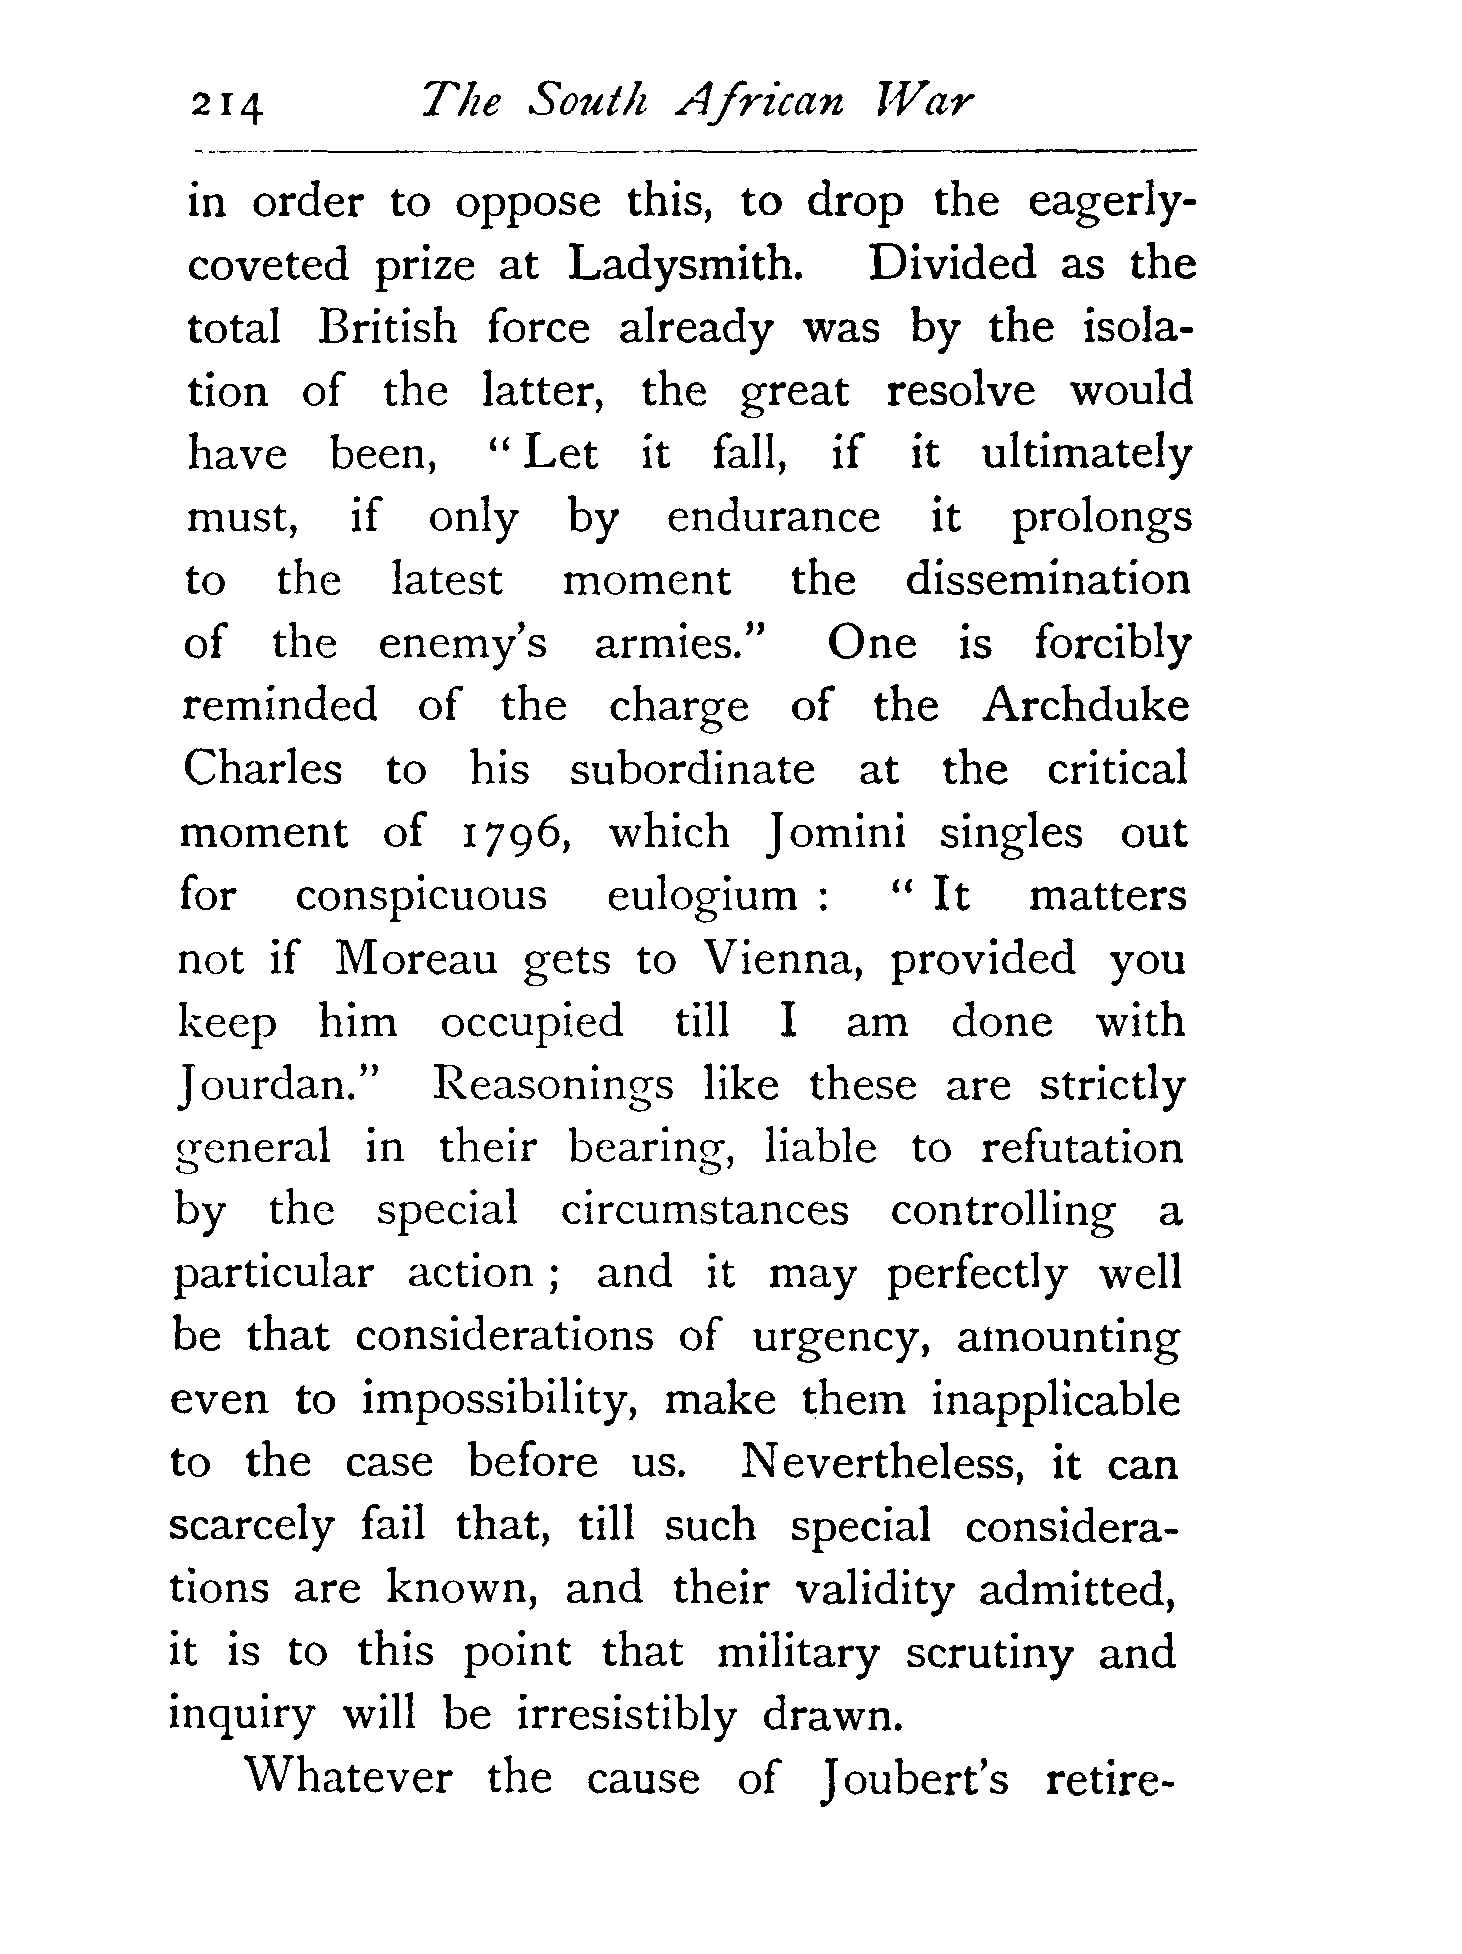 214 The South African War
in order to oppose this, to drop the eagerly-
coveted prize at Ladysmith. Divided as the
total British force already was by the isola-
tion of the latter, the great resolve would
have been, “ Let it fall, if it ultimately
must, if only by endurance it prolongs
to the latest moment the dissemination
of the enemy’s armies.” One is forcibly
reminded of the charge of the Archduke
Charles to his subordinate at the critical
moment of 1796, which Jomini singles out
for conspicuous eulogium : “ It matters
not if Moreau gets to Vienna, provided you
keep him occupied till I am done with
Jourdan.” Reasonings like these are strictly
general in their bearing, liable to refutation
by the special circumstances controlling a
particular action ; and it may perfectly well
be that considerations of urgency, amounting
even to impossibility, make them inapplicable
to the case before us. Nevertheless, it can
scarcely fail that, till such special considera-
tions are known, and their validity admitted,
it is to this point that military scrutiny and
inquiry will be irresistibly drawn.
Whatever the cause of Joubert’s retire-